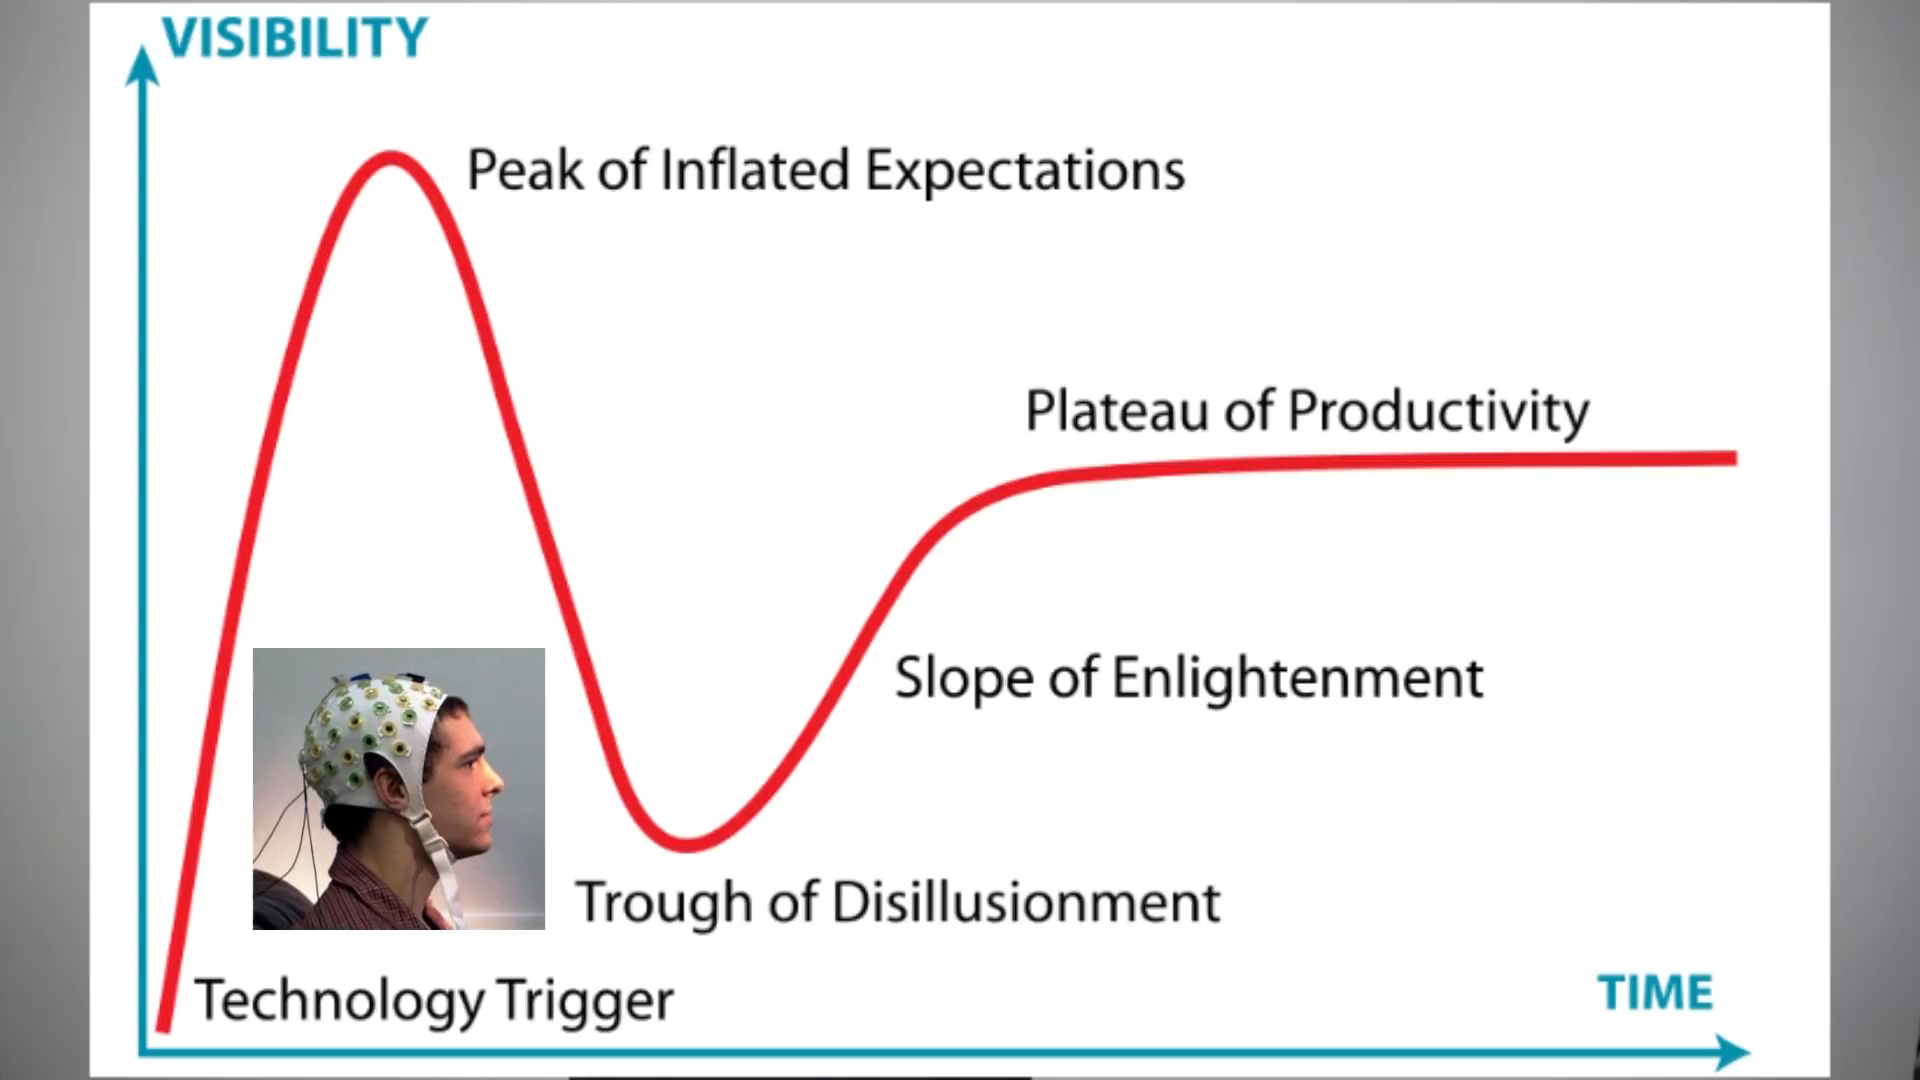 VISIBILITY
Peak of Inflated Expectations
Plateau of Productivity
Slope of Enlightenment
Trough of Disillusionment
Technology Trigger
TIME